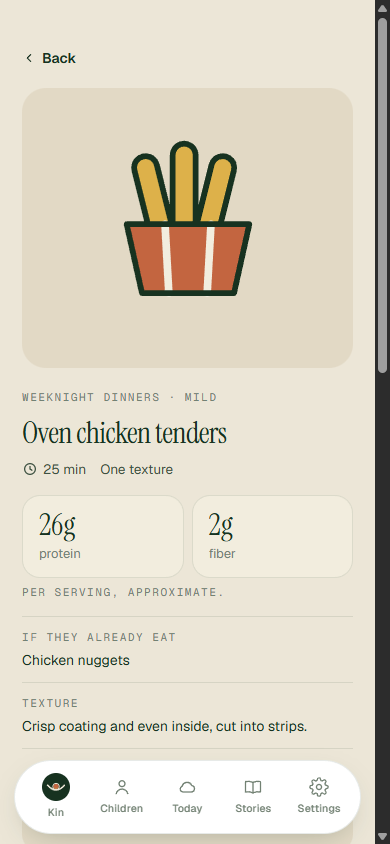 Back
WEEKNIGHT DINNERS · MILD
Oven chicken tenders
25 min One texture
26g 2g
protein fiber
PER SERVING, APPROXIMATE.
IF THEY ALREADY EAT
Chicken nuggets
TEXTURE
Crisp coating and even inside, cut into strips.
Kin Children Today Stories Settings